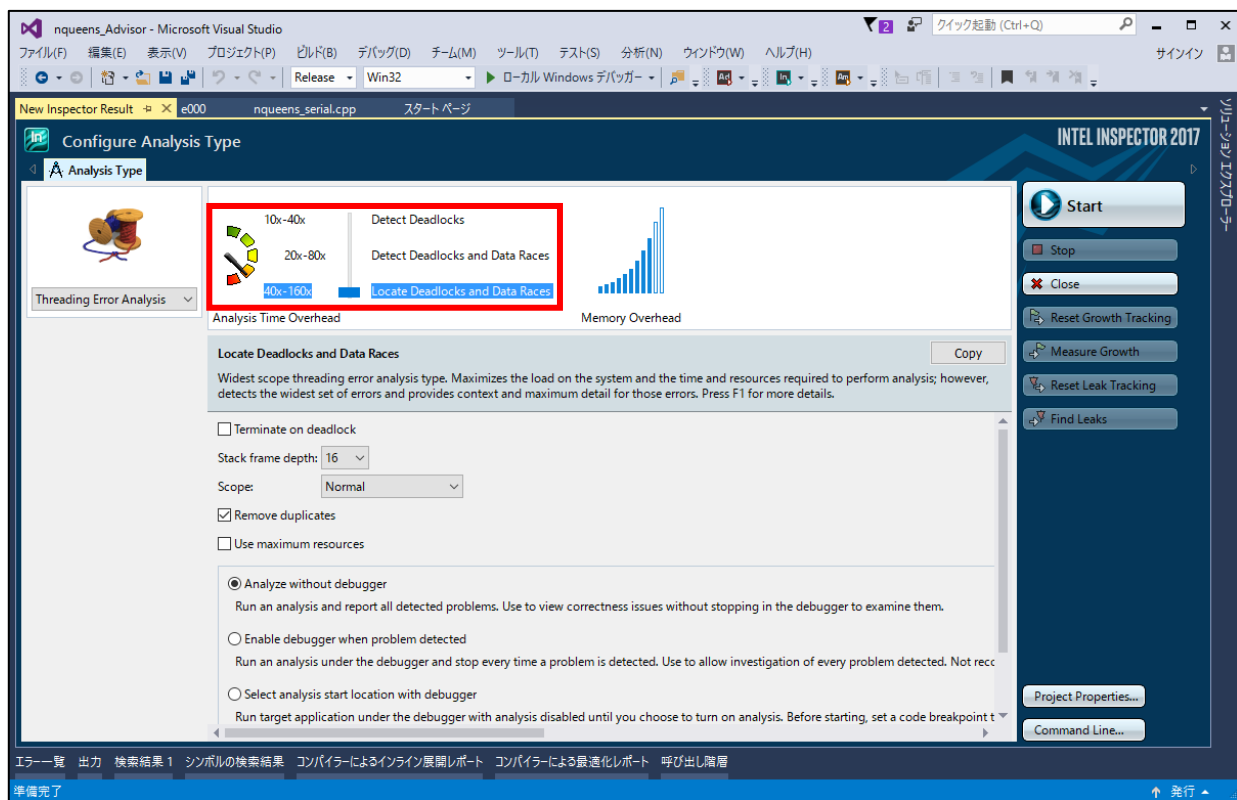 nqueens_Advisor - Microsoft Visual Studio
2
クイック起動 (Ctrl+Q)
ファイル(F) 編集(E) 表示(V) プロジェクト(P) ビルド(B) デバッグ(D) チーム(M) ツール(T) テスト(S) 分析(N) ウィンドウ(W) ヘルプ(H)
サインイン
Release Win32 ローカル Windows デバッガー
New Inspector Result e000 nqueens_serial.cpp スタート ページ
ソリューション エクスプローラー
Configure Analysis Type
INTEL INSPECTOR 2017
Analysis Type
10x-40x Detect Deadlocks
20x-80x Detect Deadlocks and Data Races
40x-160x Locate Deadlocks and Data Races
Threading Error Analysis
Analysis Time Overhead
Memory Overhead
Start
Stop
Close
Reset Growth Tracking
Measure Growth
Reset Leak Tracking
Find Leaks
Locate Deadlocks and Data Races
Copy
Widest scope threading error analysis type. Maximizes the load on the system and the time and resources required to perform analysis; however,
detects the widest set of errors and provides context and maximum detail for those errors. Press F1 for more details.
Terminate on deadlock
Stack frame depth: 16
Scope: Normal
Remove duplicates
Use maximum resources
Analyze without debugger
Run an analysis and report all detected problems. Use to view correctness issues without stopping in the debugger to examine them.
Enable debugger when problem detected
Run an analysis under the debugger and stop every time a problem is detected. Use to allow investigation of every problem detected. Not recc
Select analysis start location with debugger
Run target application under the debugger with analysis disabled until you choose to turn on analysis. Before starting, set a code breakpoint t
Project Properties...
Command Line...
エラー一覧 出力 検索結果 1 シンボルの検索結果 コンパイラーによるインライン展開レポート コンパイラーによる最適化レポート 呼び出し階層
準備完了
発行